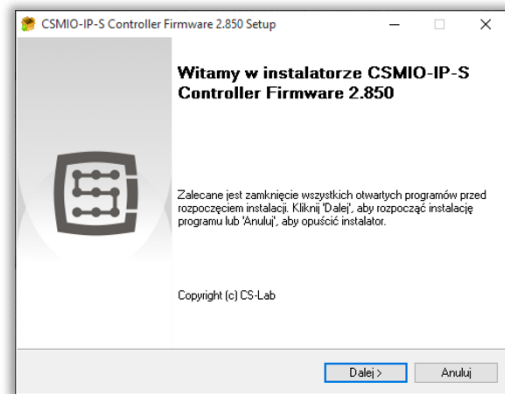 CSMIO-IP-S Controller Firmware 2.850 Setup
Witamy w instalatorze CSMIO-IP-S
Controller Firmware 2.850
Zalecane jest zamknięcie wszystkich otwartych programów przed
rozpoczęciem instalacji. Kliknij 'Dalej', aby rozpocząć instalację
programu lub 'Anuluj', aby opuścić instalator.
Copyright (c) CS-Lab
Dalej >
Anuluj